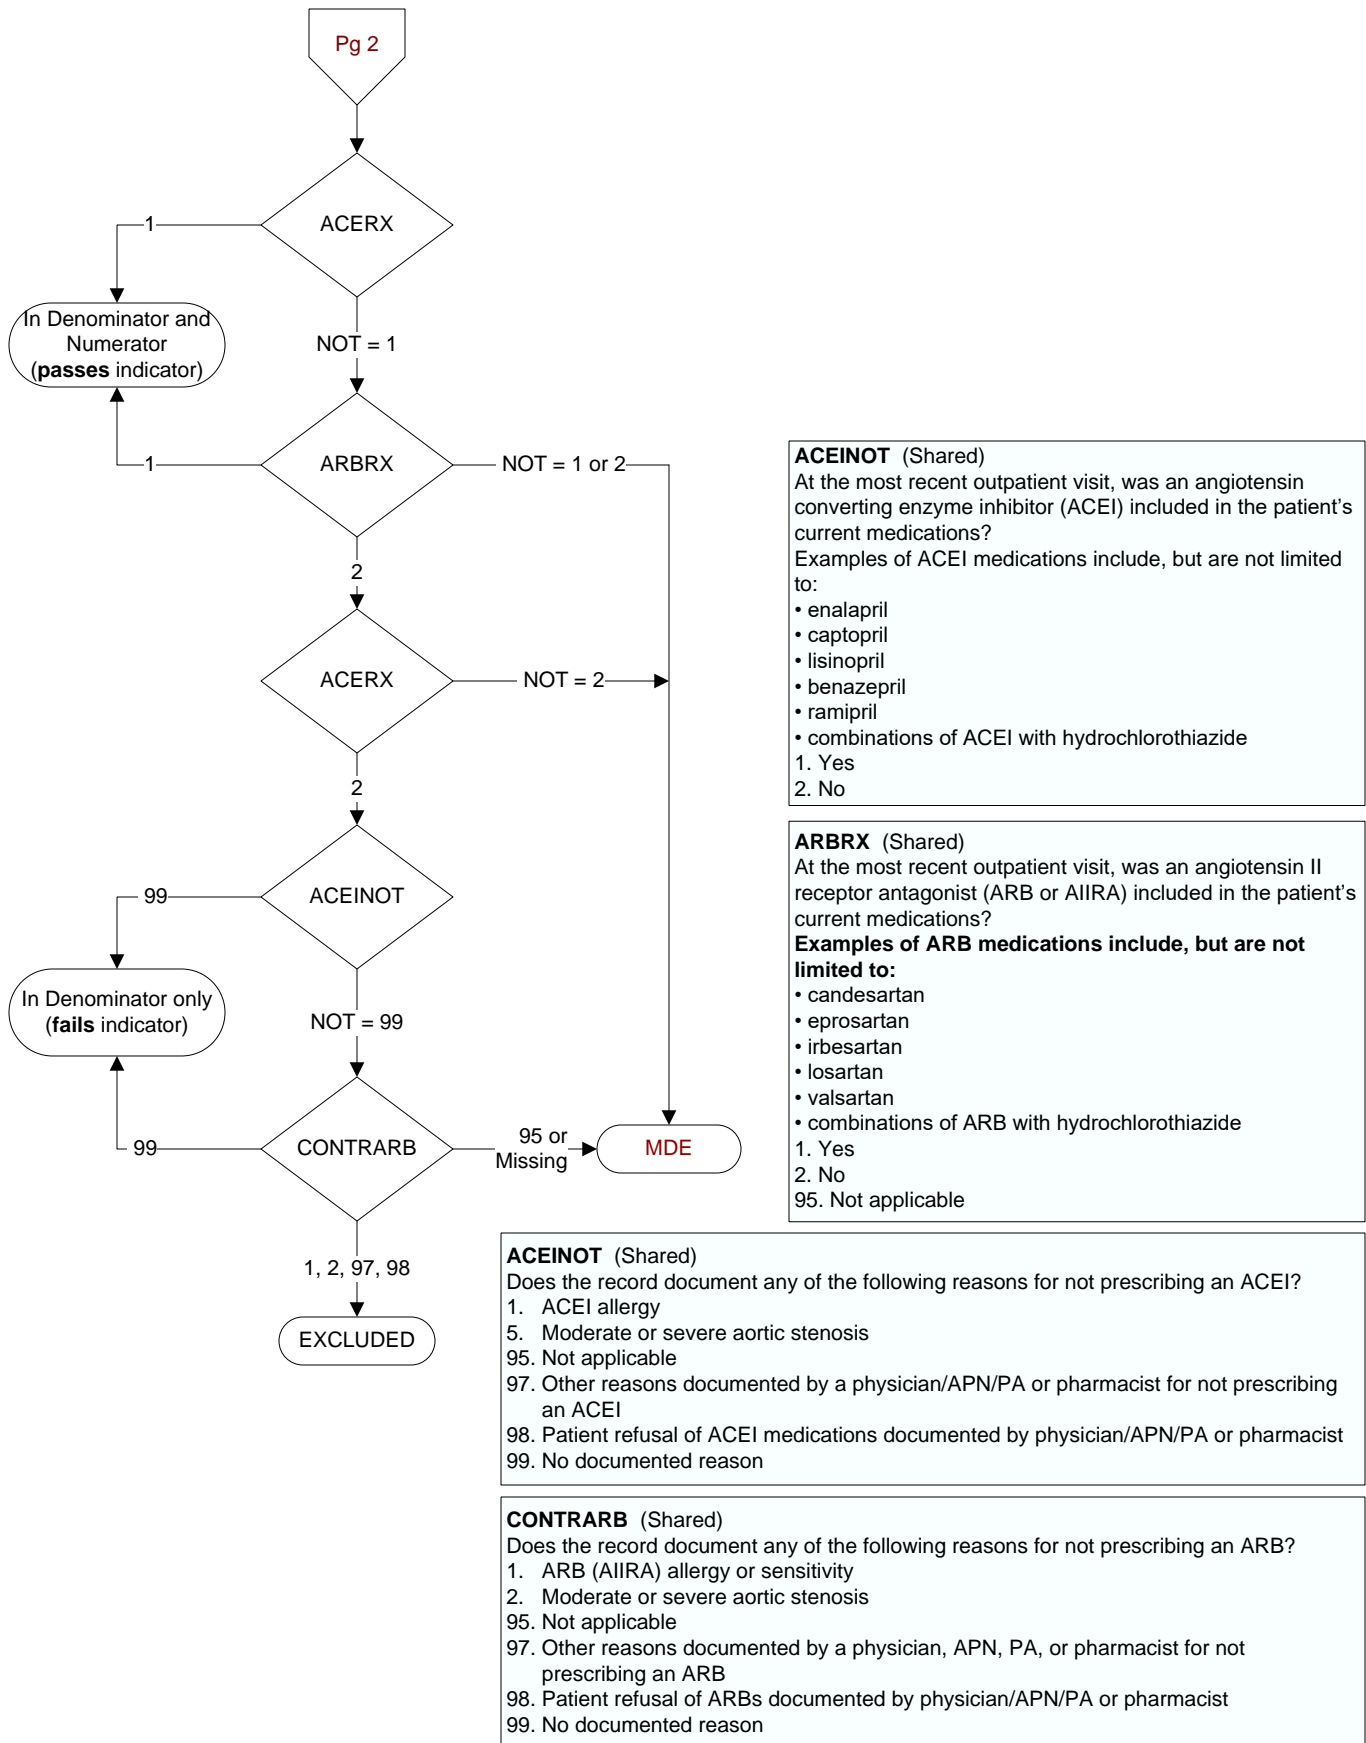 Pg 2
ACERX
1
In Denominator and
Numerator
(passes indicator)
NOT = 1
ARBRX
1
NOT = 1 or 2
2
ACERX
NOT = 2
2
ACEINOT
99
In Denominator only
(fails indicator)
NOT = 99
CONTRARB
99
95 or
Missing
MDE
1, 2, 97, 98
EXCLUDED
ACEINOT (Shared)
At the most recent outpatient visit, was an angiotensin
converting enzyme inhibitor (ACEI) included in the patient's
current medications?
Examples of ACEI medications include, but are not limited
to:
• enalapril
• captopril
• lisinopril
• benazepril
• ramipril
• combinations of ACEI with hydrochlorothiazide
1. Yes
2. No
ARBRX (Shared)
At the most recent outpatient visit, was an angiotensin II
receptor antagonist (ARB or AIIRA) included in the patient's
current medications?
Examples of ARB medications include, but are not
limited to:
• candesartan
• eprosartan
• irbesartan
• losartan
• valsartan
• combinations of ARB with hydrochlorothiazide
1. Yes
2. No
95. Not applicable
ACEINOT (Shared)
Does the record document any of the following reasons for not prescribing an ACEI?
1. ACEI allergy
5. Moderate or severe aortic stenosis
95. Not applicable
97. Other reasons documented by a physician/APN/PA or pharmacist for not prescribing
an ACEI
98. Patient refusal of ACEI medications documented by physician/APN/PA or pharmacist
99. No documented reason
CONTRARB (Shared)
Does the record document any of the following reasons for not prescribing an ARB?
1. ARB (AIIRA) allergy or sensitivity
2. Moderate or severe aortic stenosis
95. Not applicable
97. Other reasons documented by a physician, APN, PA, or pharmacist for not
prescribing an ARB
98. Patient refusal of ARBs documented by physician/APN/PA or pharmacist
99. No documented reason